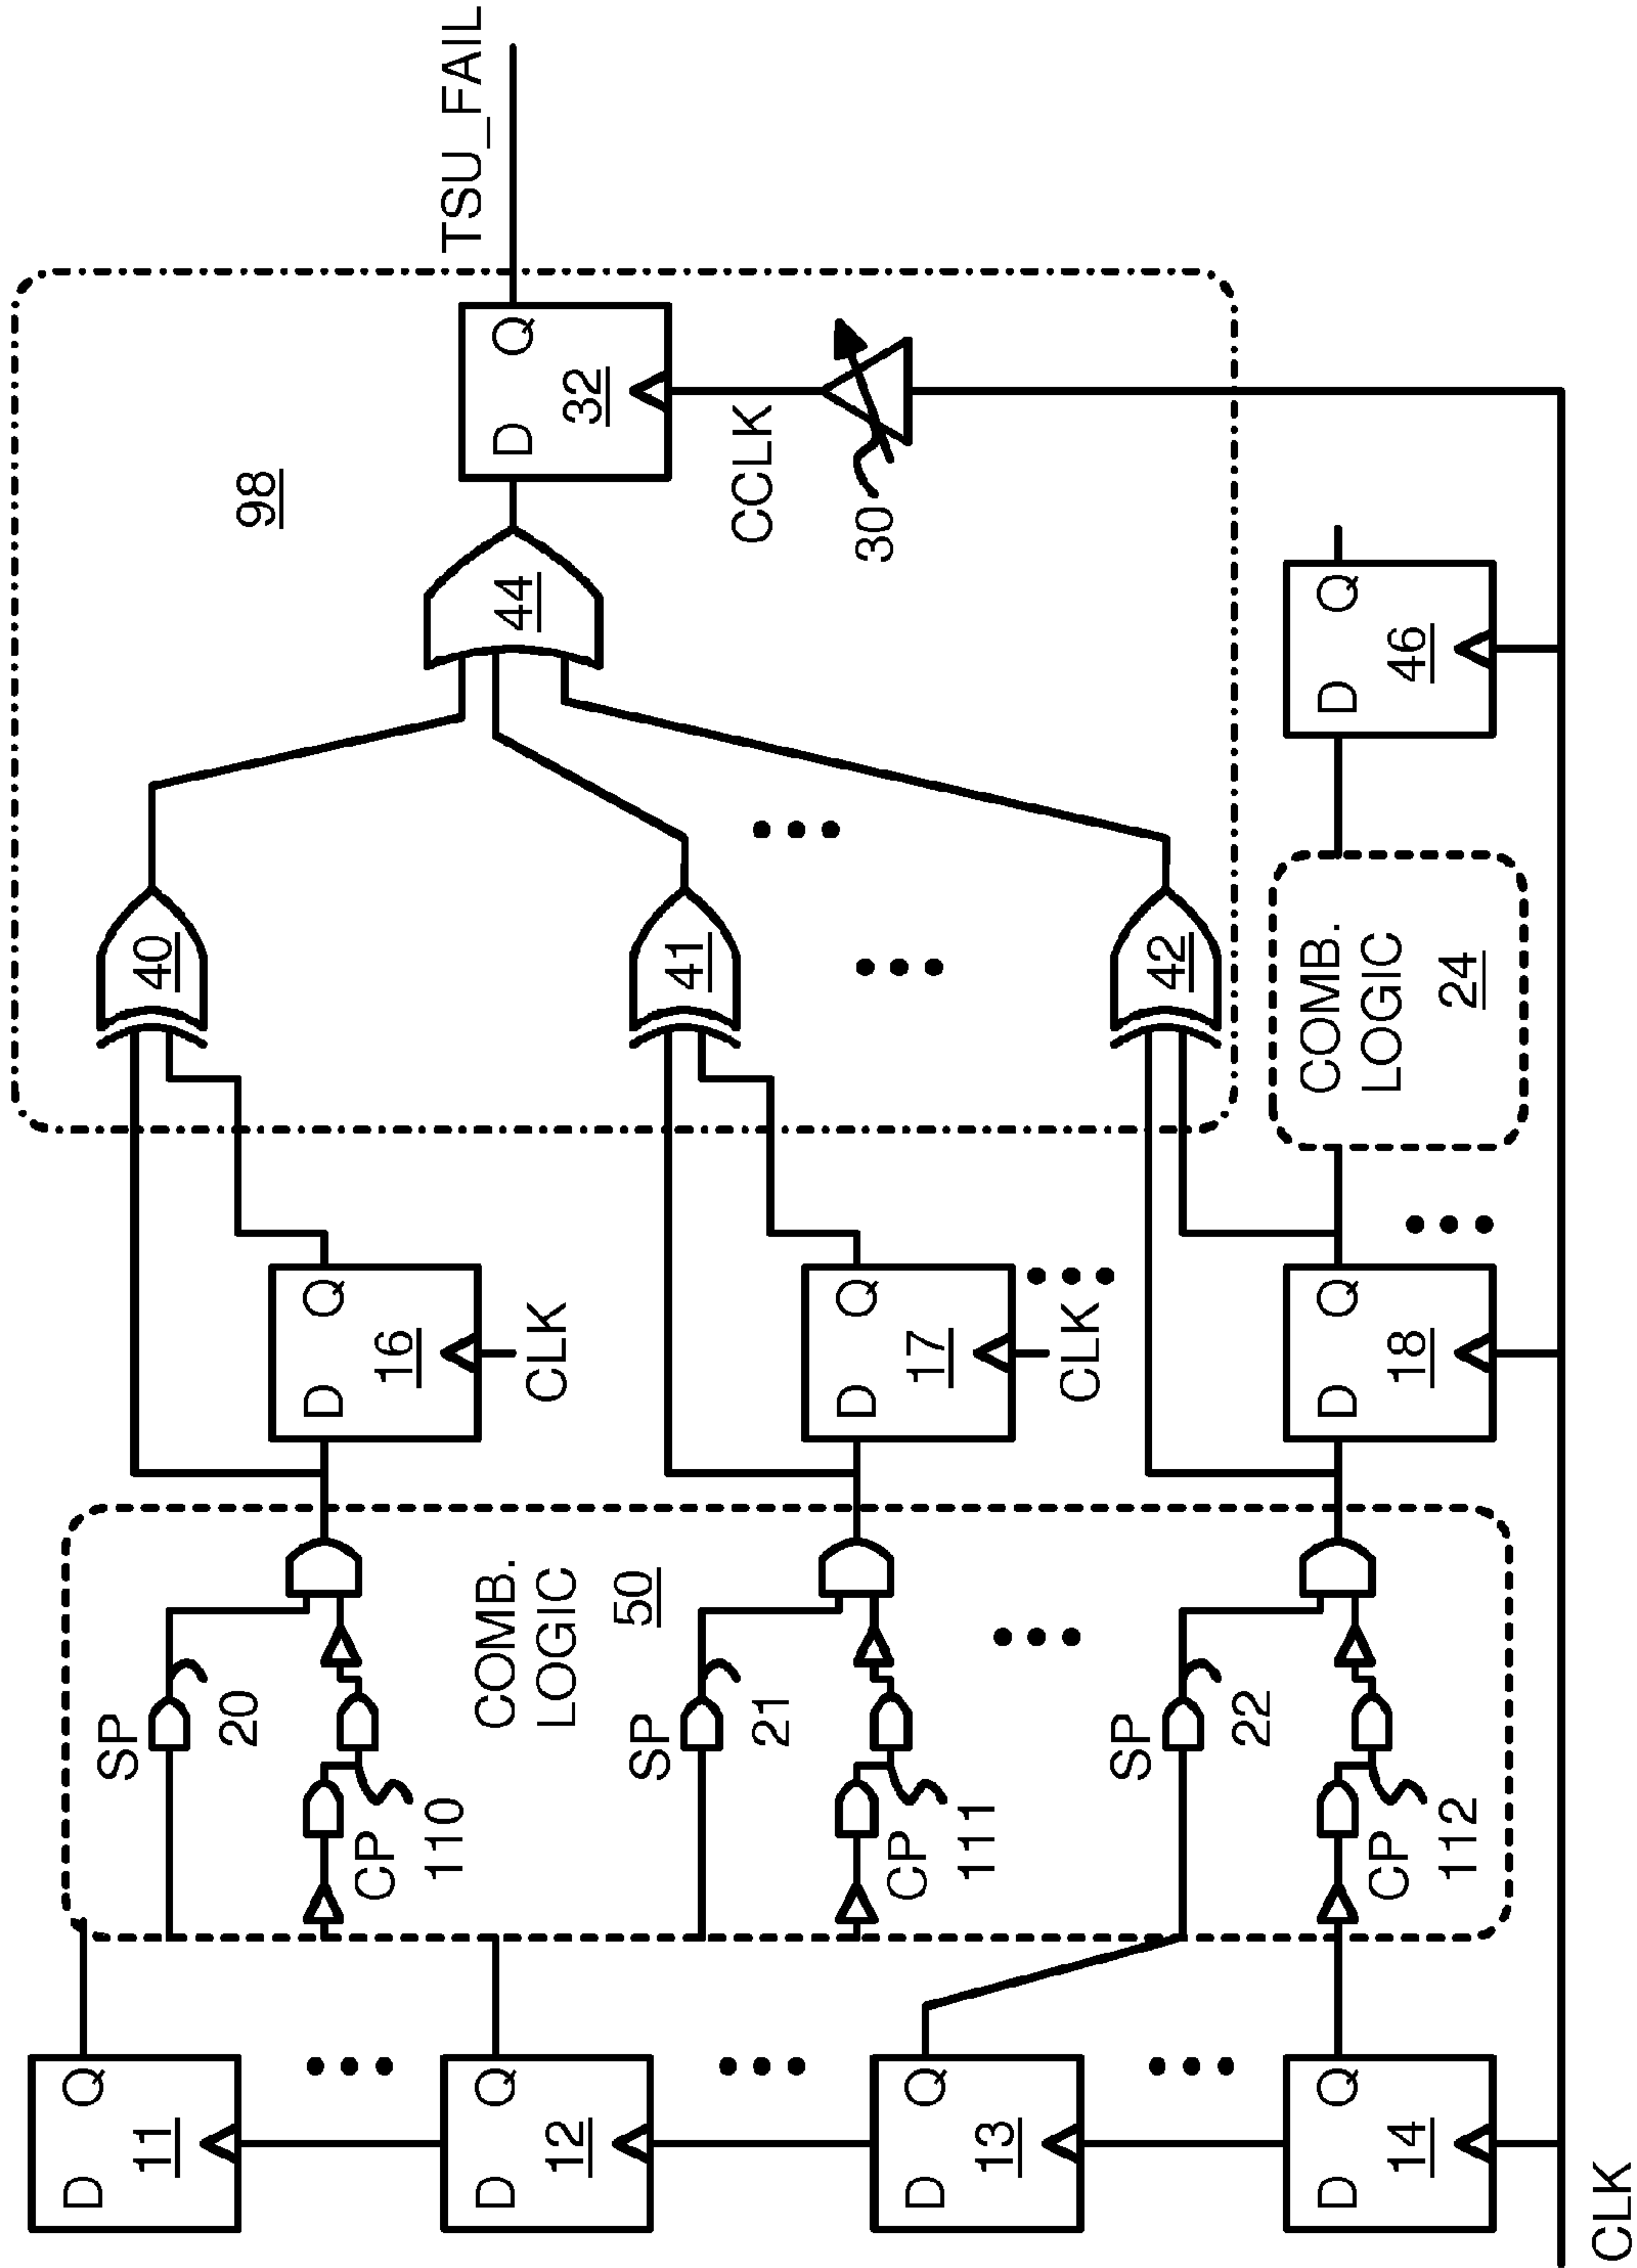 TSU_FAIL
98
D Q
32
CCLK
30
44
40
41
42
D Q
46
COMB.
LOGIC
24
D Q
16
CLK
D Q
17
CLK
D Q
18
SP
20
CP
110
COMB.
LOGIC
50
SP
21
CP
111
SP
22
CP
112
D Q
11
D Q
12
D Q
13
D Q
14
CLK